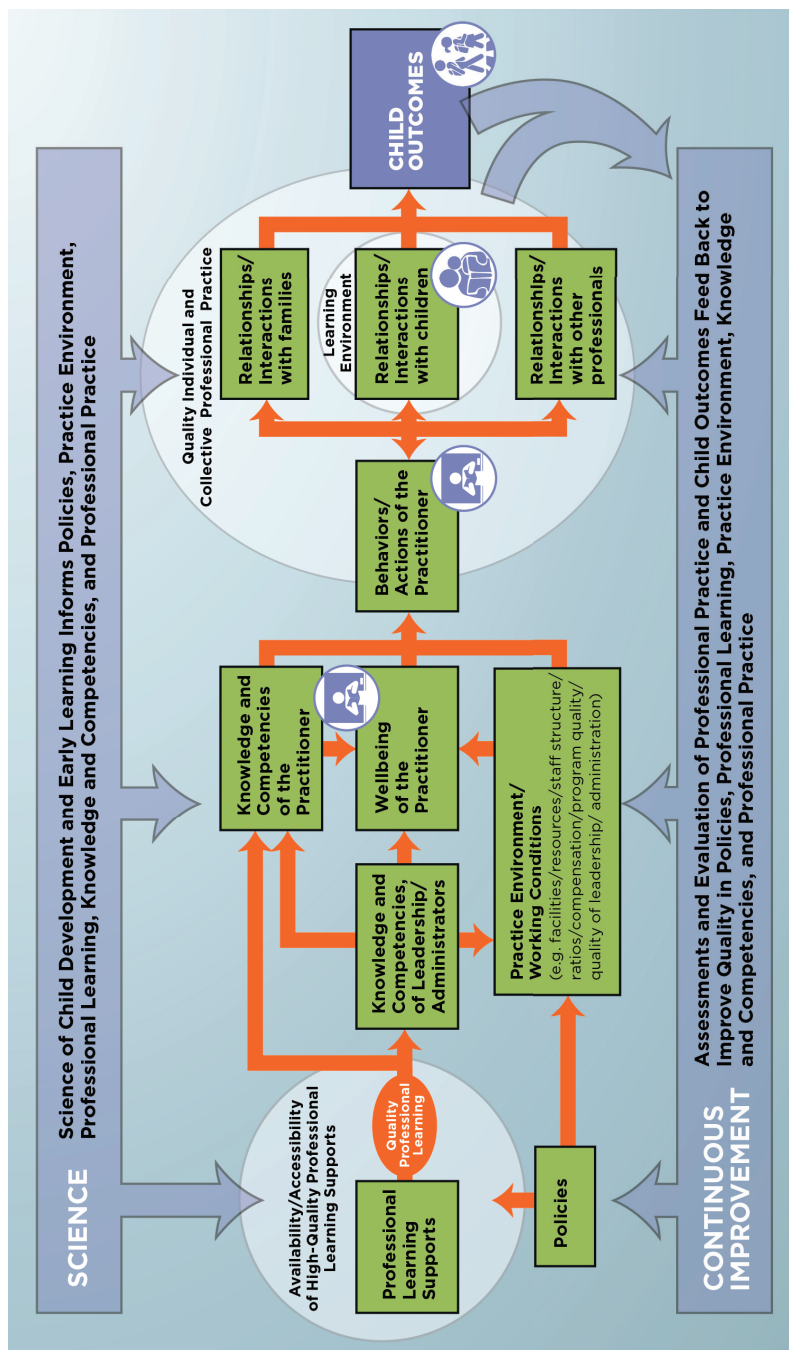 SCIENCE
Science of Child Development and Early Learning Informs Policies, Practice Environment,
Professional Learning, Knowledge and Competencies, and Professional Practice
Availability/Accessibility
of High-Quality Professional
Learning Supports
Professional
Learning
Supports
Quality
Professional
Learning
Policies
Knowledge and
Competencies
of the
Practitioner
Knowledge and
Competencies,
of Leadership/
Administrators
Wellbeing
of the
Practitioner
Practice Environment/
Working Conditions
(e.g. facilities/resources/staff structure/
ratios/compensation/program quality/
quality of leadership/ administration)
Behaviors/
Actions of the
Practitioner
Quality Individual and
Collective Professional Practice
Relationships/
Interactions
with families
Learning
Environment
Relationships/
Interactions
with children
Relationships/
Interactions
with other
professionals
CHILD
OUTCOMES
CONTINUOUS
IMPROVEMENT
Assessments and Evaluation of Professional Practice and Child Outcomes Feed Back to
Improve Quality in Policies, Professional Learning, Practice Environment, Knowledge
and Competencies, and Professional Practice